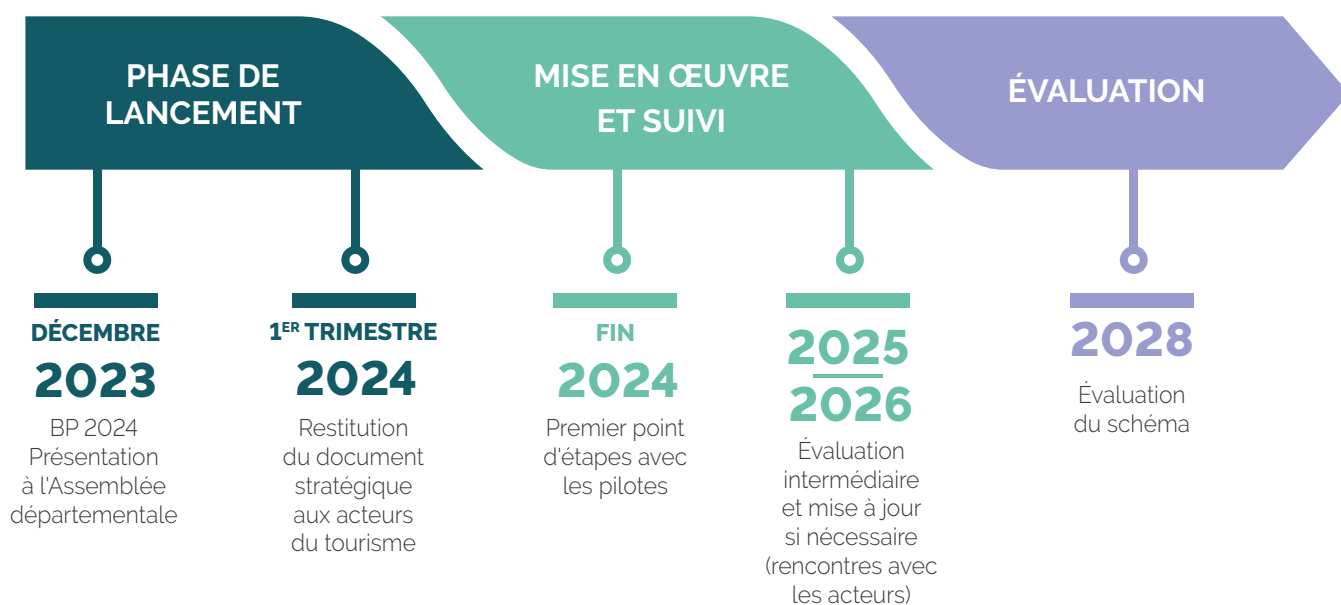 PHASE DE
LANCEMENT
MISE EN ŒUVRE
ET SUIVI
ÉVALUATION
DÉCEMBRE
2023
BP 2024
Présentation
à l'Assemblée
départementale
1ER TRIMESTRE
2024
Restitution
du document
stratégique
aux acteurs
du tourisme
FIN
2024
Premier point
d'étapes avec
les pilotes
2025
2026
Évaluation
intermédiaire
et mise à jour
si nécessaire
(rencontres avec
les acteurs)
2028
Évaluation
du schéma